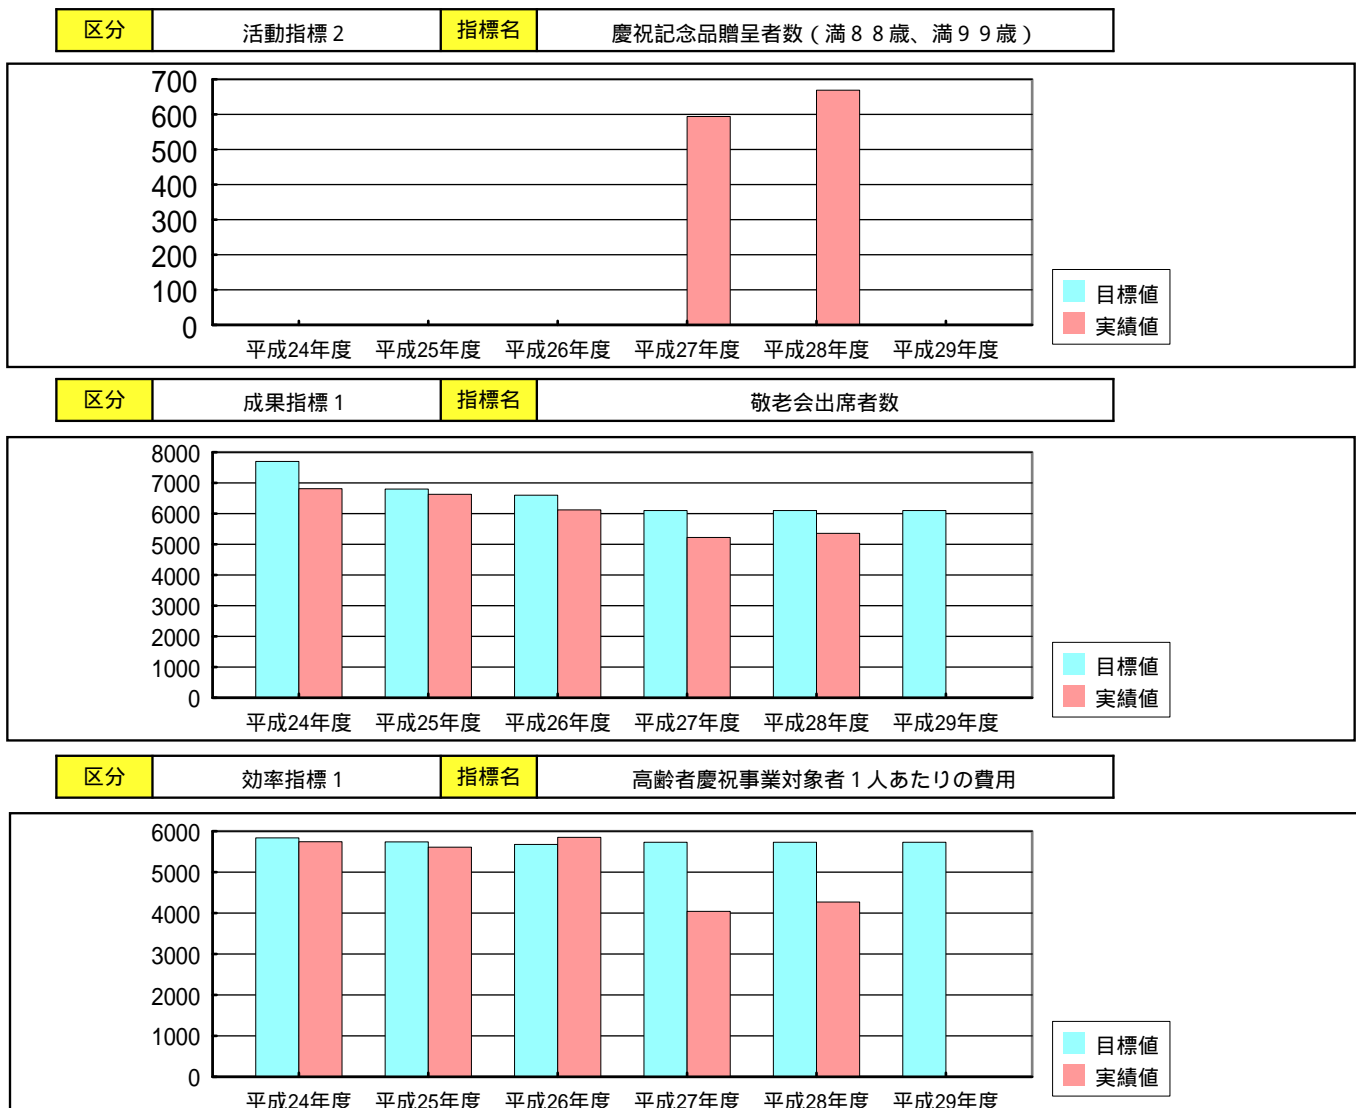 区分 活動指標2 指標名 慶祝記念品贈呈者数(満88歳、満99歳)
700
600
500
400
300
200
100
0
平成24年度 平成25年度 平成26年度 平成27年度 平成28年度 平成29年度
目標値
実績値
区分 成果指標1 指標名 敬老会出席者数
8000
7000
6000
5000
4000
3000
2000
1000
0
平成24年度 平成25年度 平成26年度 平成27年度 平成28年度 平成29年度
目標値
実績値
区分 効率指標1 指標名 高齢者慶祝事業対象者1人あたりの費用
6000
5000
4000
3000
2000
1000
0
平成24年度 平成25年度 平成26年度 平成27年度 平成28年度 平成29年度
目標値
実績値